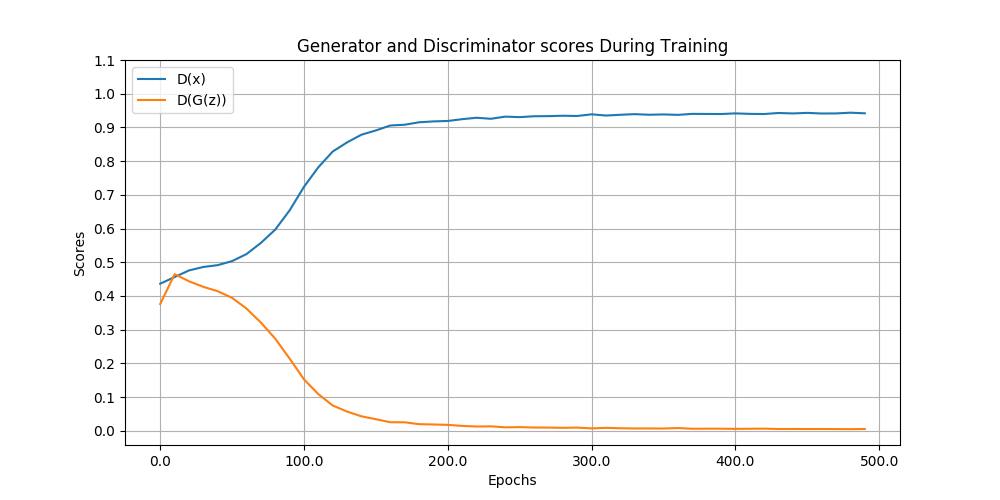 Generator and Discriminator scores During Training
D(x)
D(G(z))
Scores
1.1
1.0
0.9
0.8
0.7
0.6
0.5
0.4
0.3
0.2
0.1
0.0
0.0 100.0 200.0 300.0 400.0 500.0
Epochs